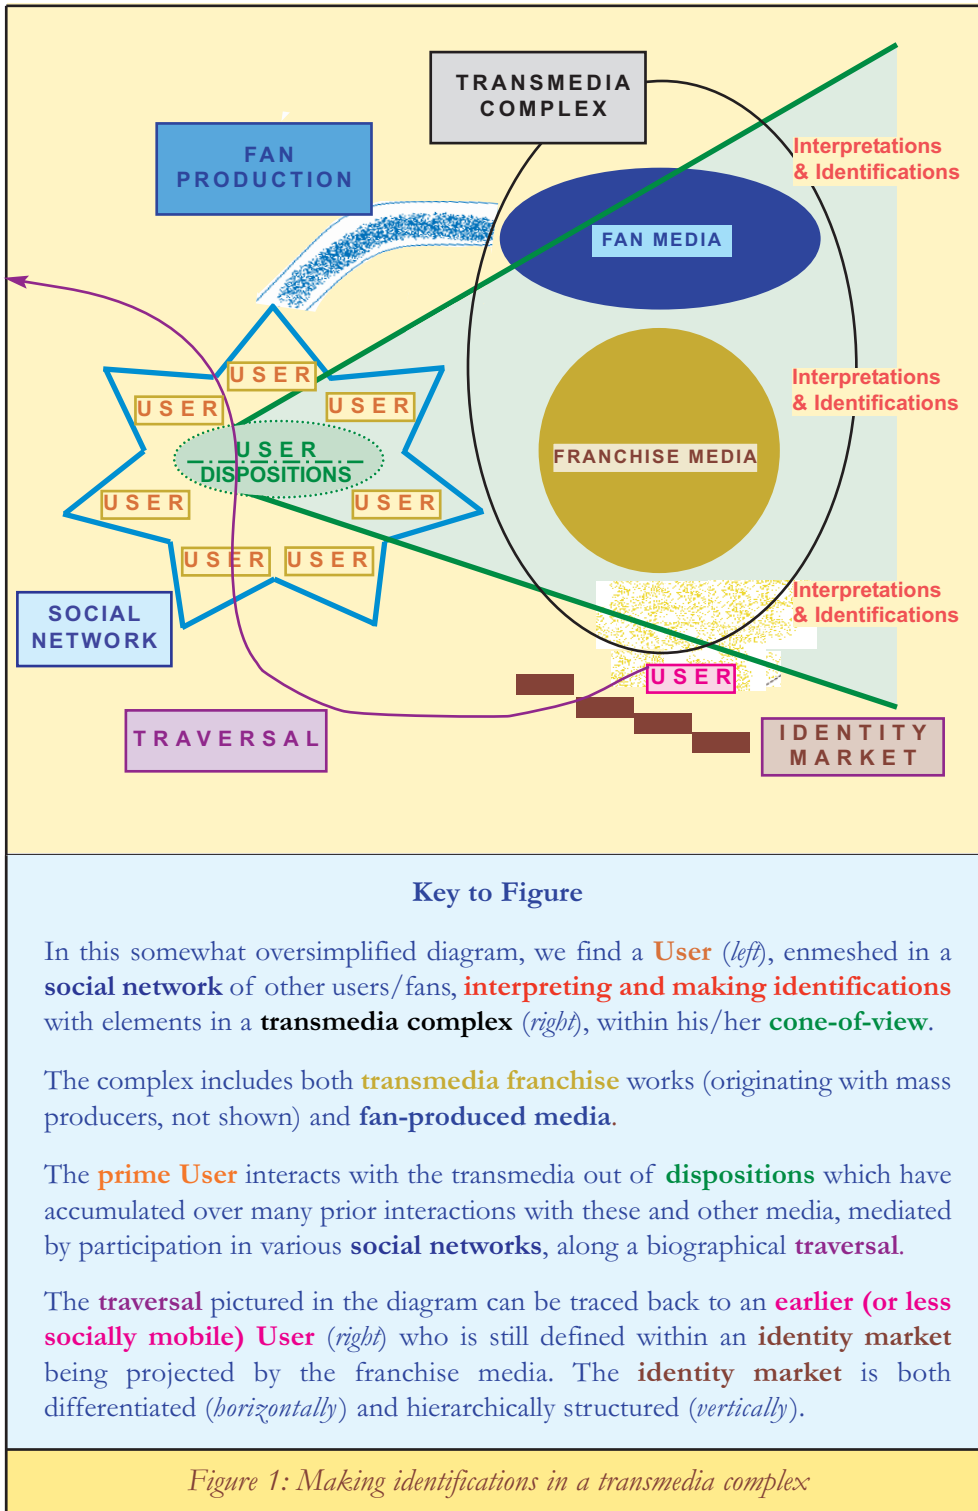 TRANSMEDIA
COMPLEX
FAN
PRODUCTION
Interpretations
& Identifications
FAN MEDIA
USER
USER
USER
Interpretations
& Identifications
USER
DISPOSITIONS
FRANCHISE MEDIA
USER
USER
USER
USER
Interpretations
& Identifications
SOCIAL
NETWORK
USER
TRAVERSAL
IDENTITY
MARKET
Key to Figure
In this somewhat oversimplified diagram, we find a User (left), enmeshed in a
social network of other users/fans, interpreting and making identifications
with elements in a transmedia complex (right), within his/her cone-of-view.
The complex includes both transmedia franchise works (originating with mass
producers, not shown) and fan-produced media.
The prime User interacts with the transmedia out of dispositions which have
accumulated over many prior interactions with these and other media, mediated
by participation in various social networks, along a biographical traversal.
The traversal pictured in the diagram can be traced back to an earlier (or less
socially mobile) User (right) who is still defined within an identity market
being projected by the franchise media. The identity market is both
differentiated (horizontally) and hierarchically structured (vertically).
Figure 1: Making identifications in a transmedia complex